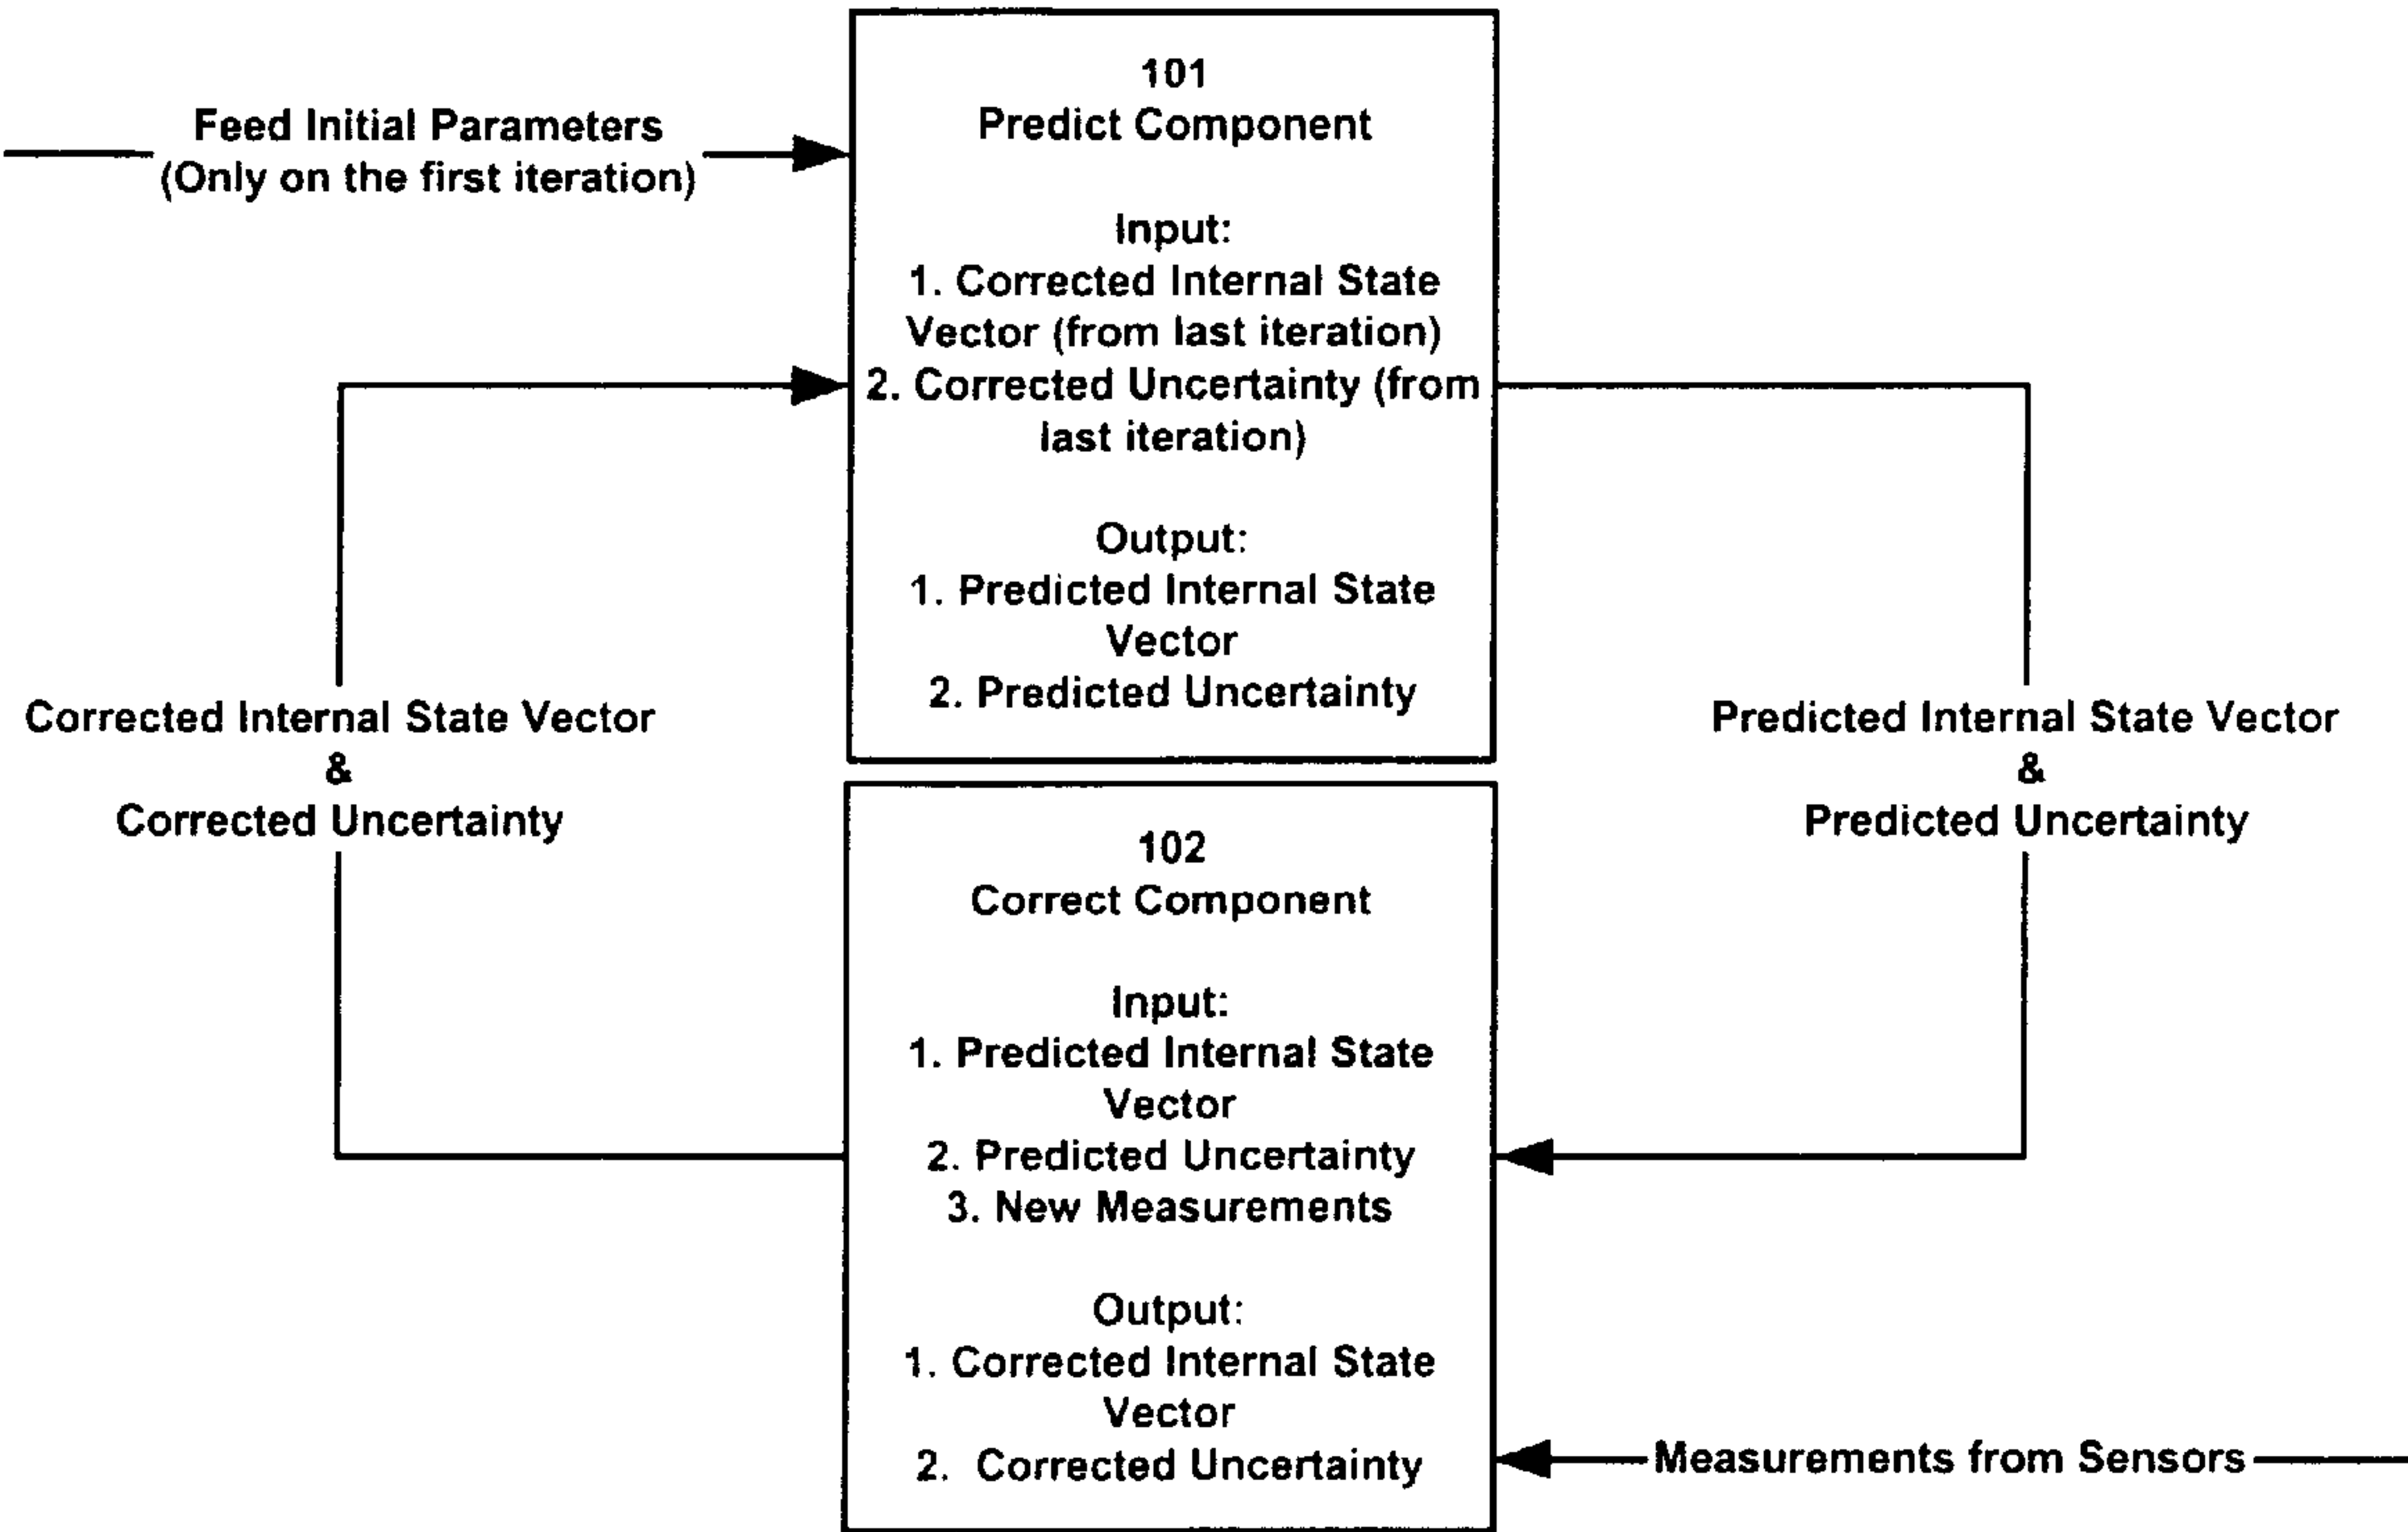 Feed Initial Parameters
(Only on the first iteration)
101
Predict Component
Input:
1. Corrected Internal State
Vector (from last iteration)
2. Corrected Uncertainty (from
last iteration)
Output:
1. Predicted Internal State
Vector
2. Predicted Uncertainty
Corrected Internal State Vector
&
Corrected Uncertainty
Predicted Internal State Vector
&
Predicted Uncertainty
102
Correct Component
Input:
1. Predicted Internal State
Vector
2. Predicted Uncertainty
3. New Measurements
Output:
1. Corrected Internal State
Vector
2. Corrected Uncertainty
Measurements from Sensors